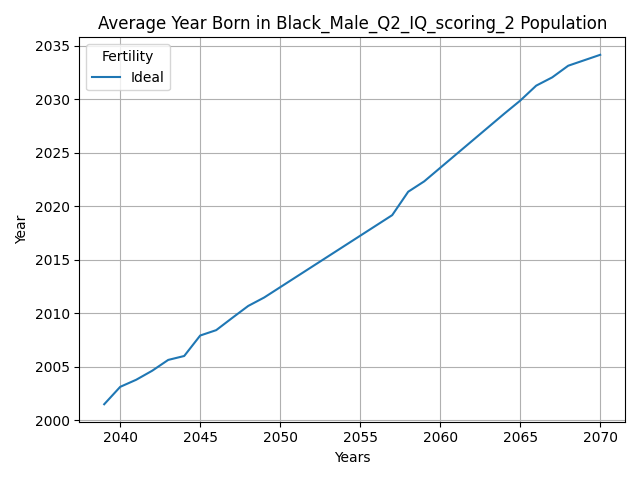 Average Year Born in Black_Male_Q2_IQ_scoring_2 Population
Fertility
Ideal
2035
2030
2025
2020
2015
2010
2005
2000
Year
2040 2045 2050 2055 2060 2065 2070
Years